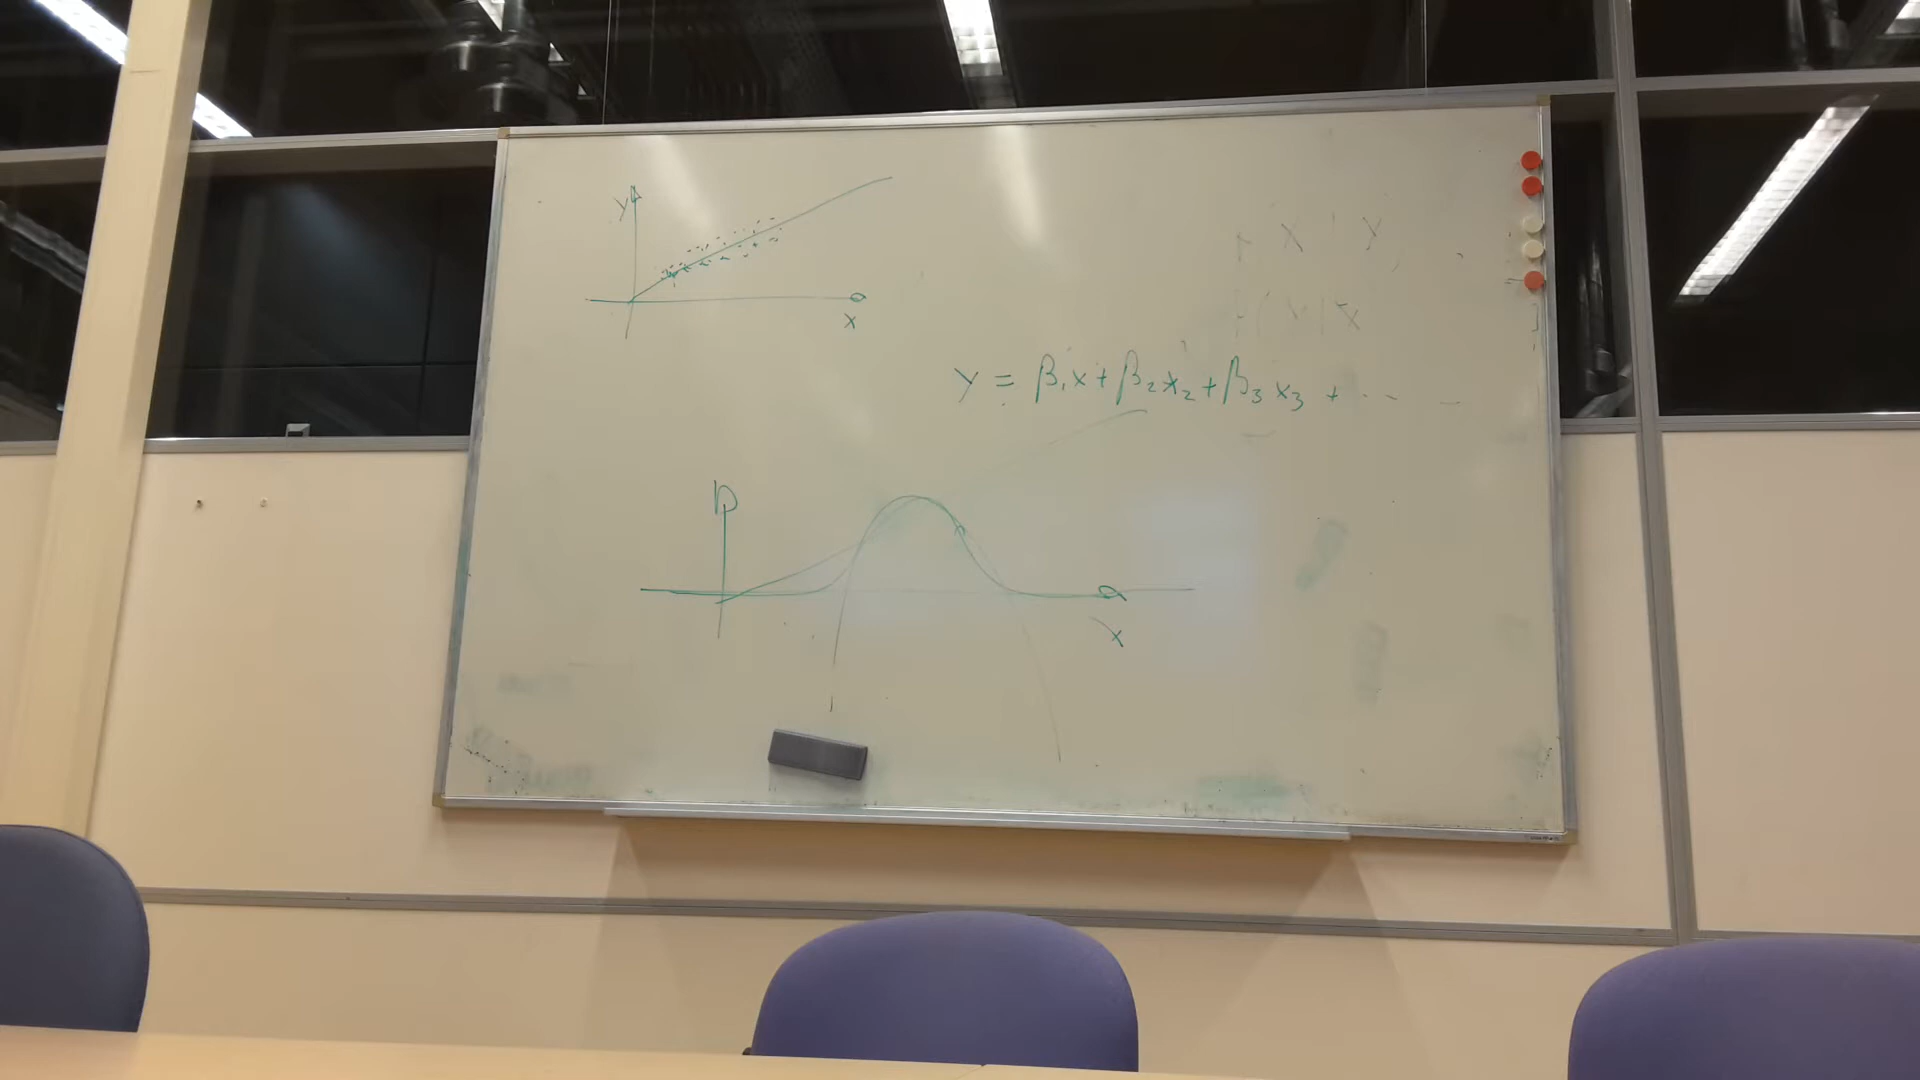 y
x
y = β₁x + β₂x₂ + β₃x₃ + ...
p
x